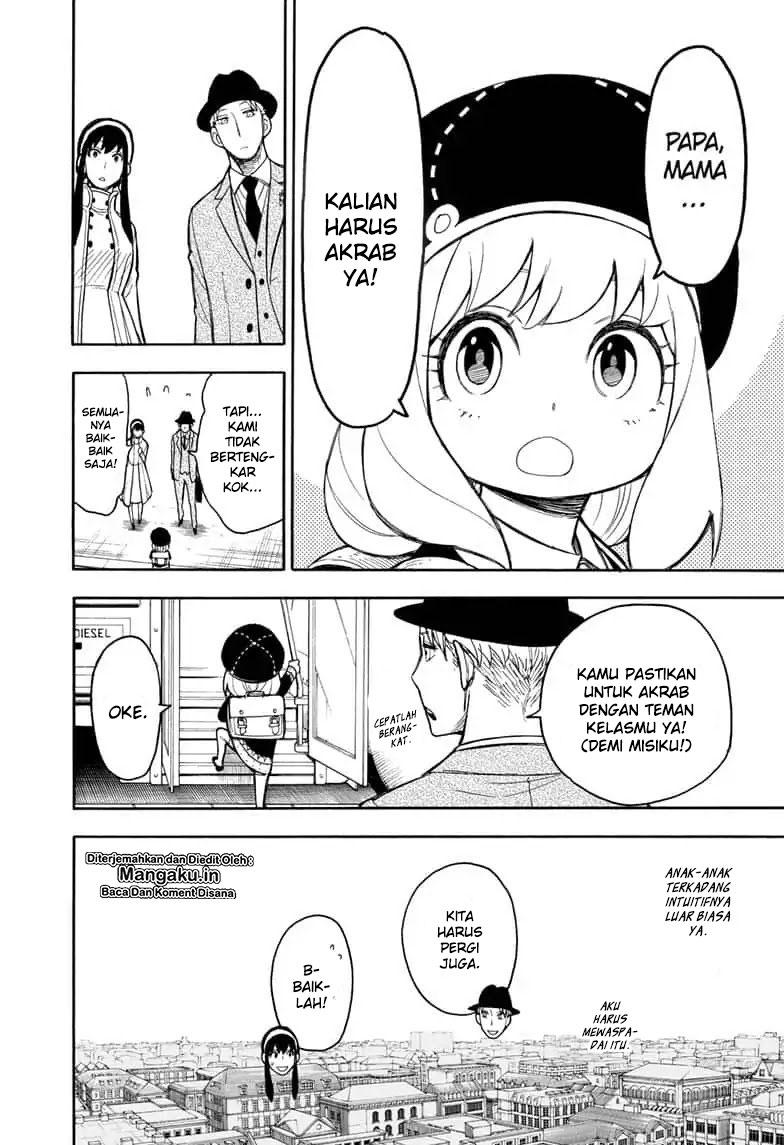 PAPA,
MAMA
...
KALIAN
HARUS
AKRAB
YA!
TAPI...
KAMI
TIDAK
BERTENG-
KAR
KOK...
SEMUA-
NYA
BAIK-
BAIK
SAJA!
KAMU PASTIKAN
UNTUK AKRAB
DENGAN TEMAN
KELASMU YA!
(DEMI MISIKU!)
CEPATLAH
BERANG-
KAT.
DIESEL
OKE.
ANAK-ANAK
TERKADANG
INTUITIFNYA
LUAR BIASA
YA.
Diterjemahkan dan Diedit Oleh :
Mangaku.in
Baca Dan Koment Disana
KITA
HARUS
PERGI
JUGA.
B-
BAIK-
LAH!
AKU
HARUS
MEWASPA-
DAI ITU.